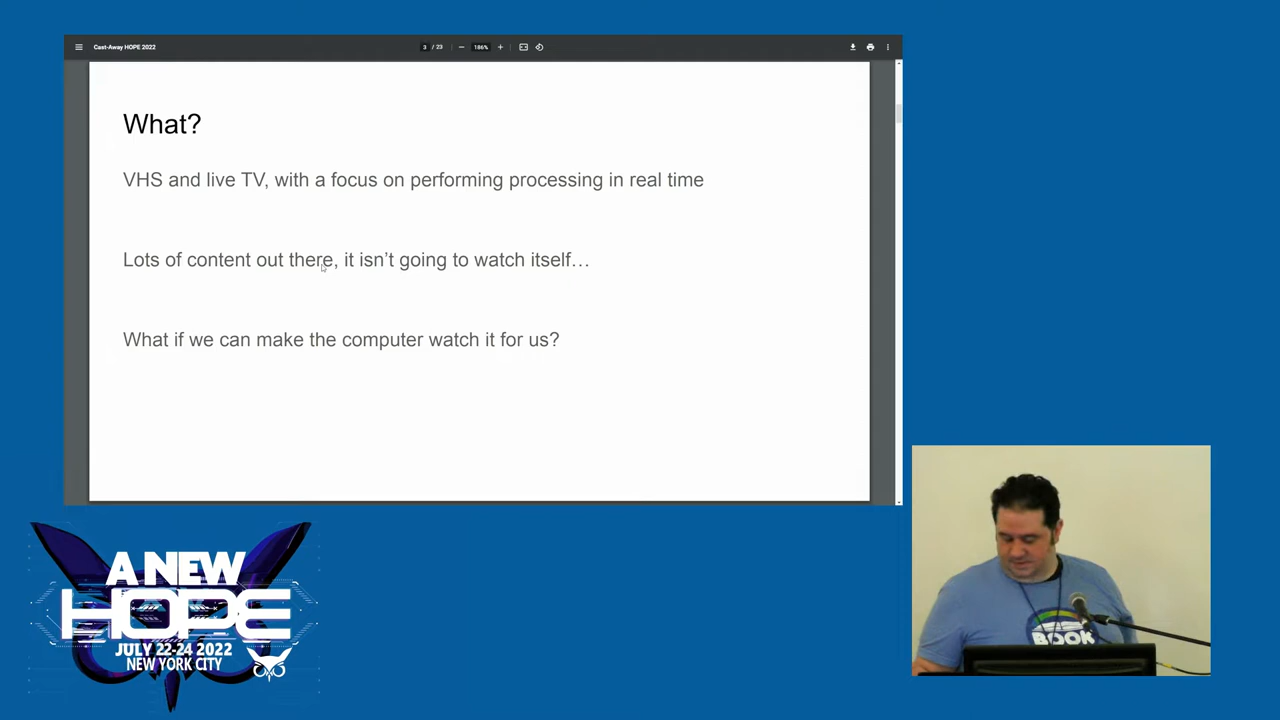 Cast-Away HOPE 2022
3 / 23
186%
What?
VHS and live TV, with a focus on performing processing in real time
Lots of content out there, it isn't going to watch itself…
What if we can make the computer watch it for us?
A NEW
HOPE
JULY 22-24 2022
NEW YORK CITY
BOOK